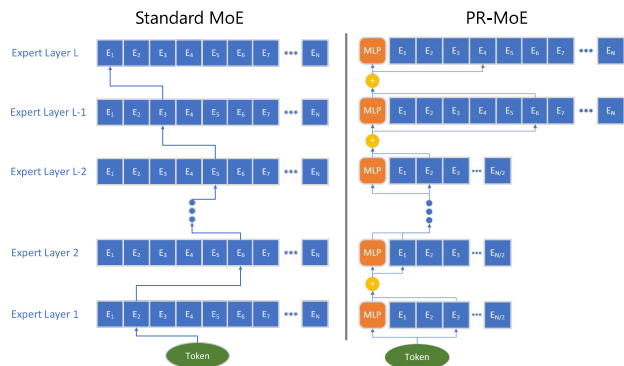 Standard MoE
PR-MoE
Expert Layer L
E1 E2 E3 E4 E5 E6 E7 ••• EN
MLP E1 E2 E3 E4 E5 E6 E7 ••• EN
+
Expert Layer L-1
E1 E2 E3 E4 E5 E6 E7 ••• EN
MLP E1 E2 E3 E4 E5 E6 E7 ••• EN
+
Expert Layer L-2
E1 E2 E3 E4 E5 E6 E7 ••• EN
MLP E1 E2 E3 ••• EN/2
Expert Layer 2
E1 E2 E3 E4 E5 E6 E7 ••• EN
MLP E1 E2 E3 ••• EN/2
+
Expert Layer 1
E1 E2 E3 E4 E5 E6 E7 ••• EN
MLP E1 E2 E3 ••• EN/2
Token
Token